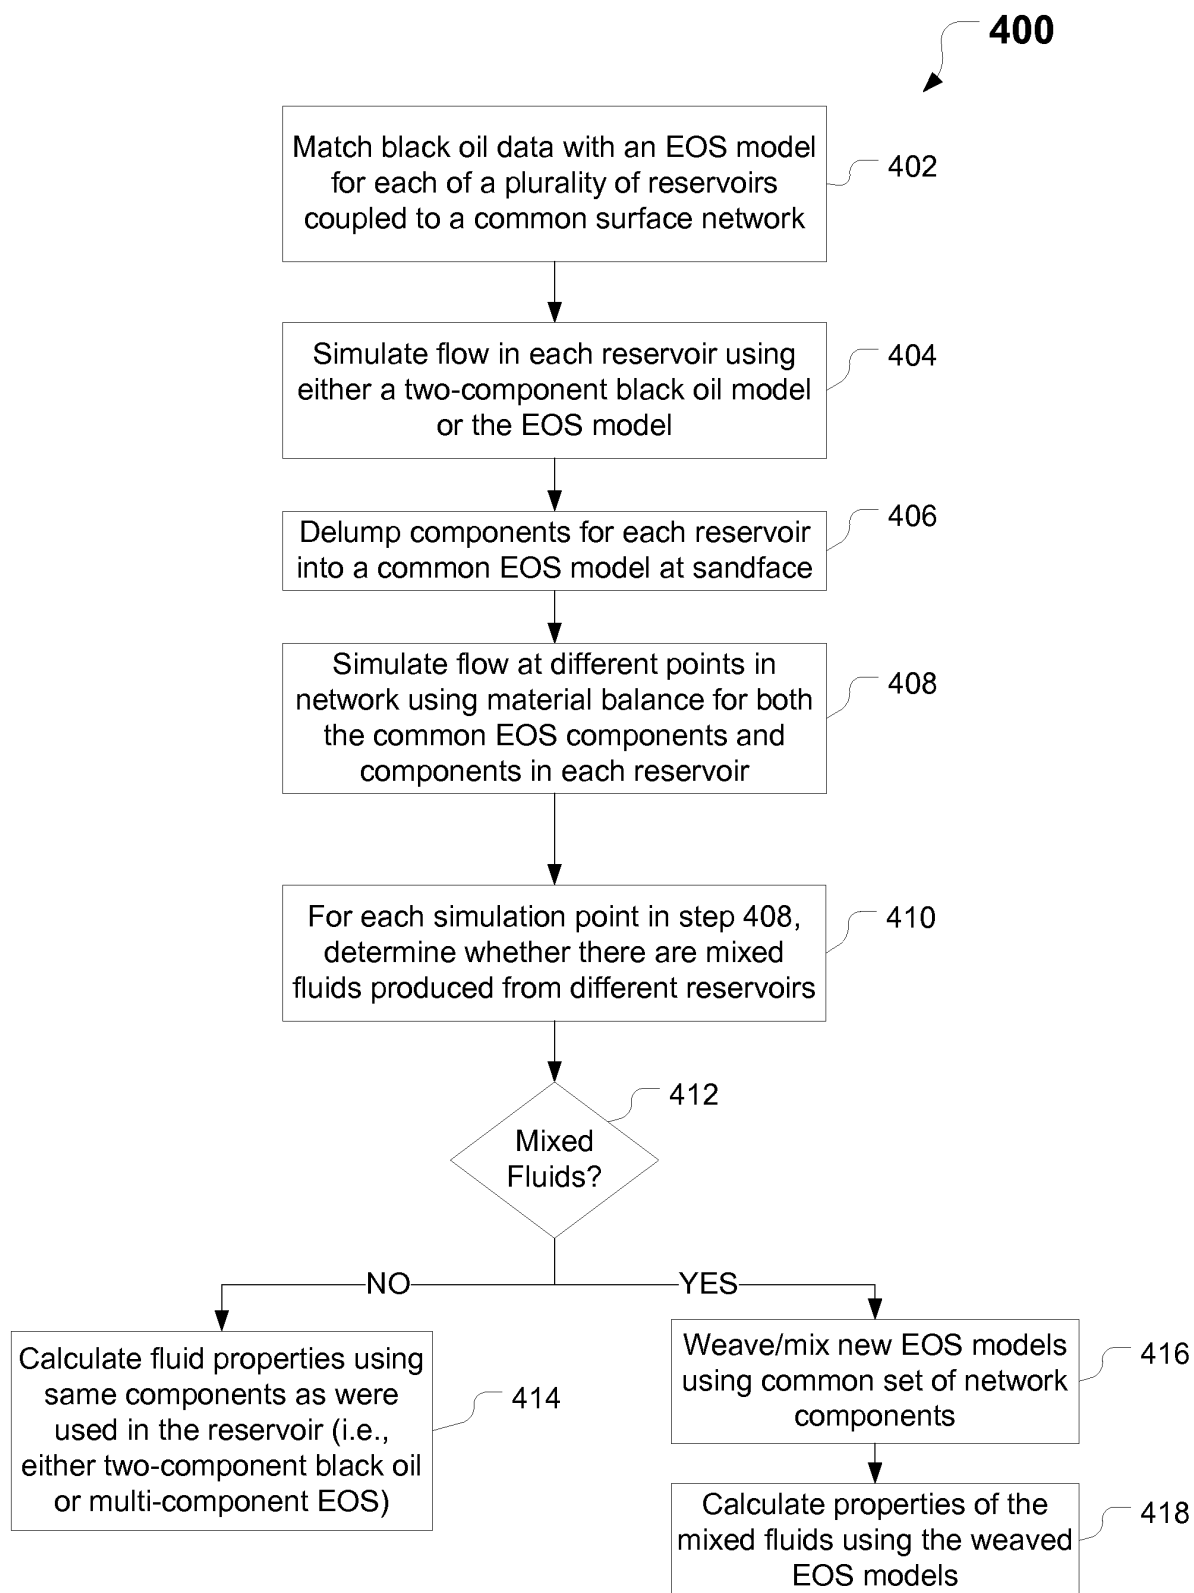 400
Match black oil data with an EOS model
for each of a plurality of reservoirs
coupled to a common surface network
402
Simulate flow in each reservoir using
either a two-component black oil model
or the EOS model
404
Delump components for each reservoir
into a common EOS model at sandface
406
Simulate flow at different points in
network using material balance for both
the common EOS components and
components in each reservoir
408
For each simulation point in step 408,
determine whether there are mixed
fluids produced from different reservoirs
410
Mixed
Fluids?
412
NO
YES
Calculate fluid properties using
same components as were
used in the reservoir (i.e.,
either two-component black oil
or multi-component EOS)
414
Weave/mix new EOS models
using common set of network
components
416
Calculate properties of the
mixed fluids using the weaved
EOS models
418